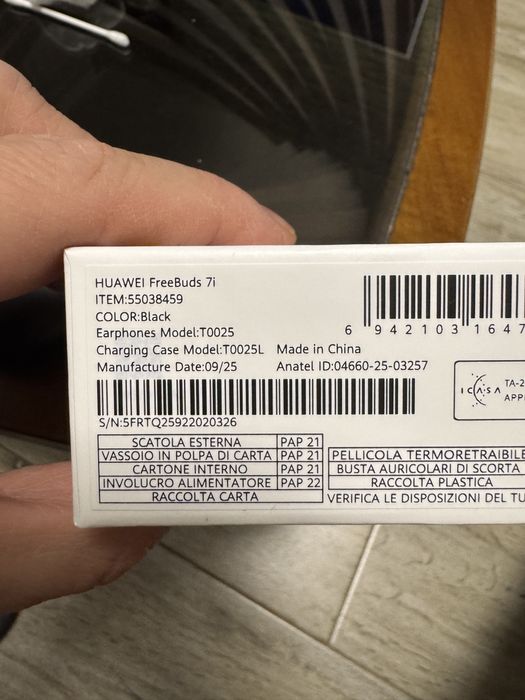 HUAWEI FreeBuds 7i
ITEM:55038459
COLOR:Black
Earphones Model:T0025
Charging Case Model:T0025L Made in China
Manufacture Date:09/25 Anatel ID:04660-25-03257
6 942103 1647
ICASA TA-2
APP
S/N:5FRTQ25922020326
SCATOLA ESTERNA PAP 21
VASSOIO IN POLPA DI CARTA PAP 21
CARTONE INTERNO PAP 21
INVOLUCRO ALIMENTATORE PAP 22
RACCOLTA CARTA
PELLICOLA TERMORETRAIBILE
BUSTA AURICOLARI DI SCORTA
RACCOLTA PLASTICA
VERIFICA LE DISPOSIZIONI DEL TU